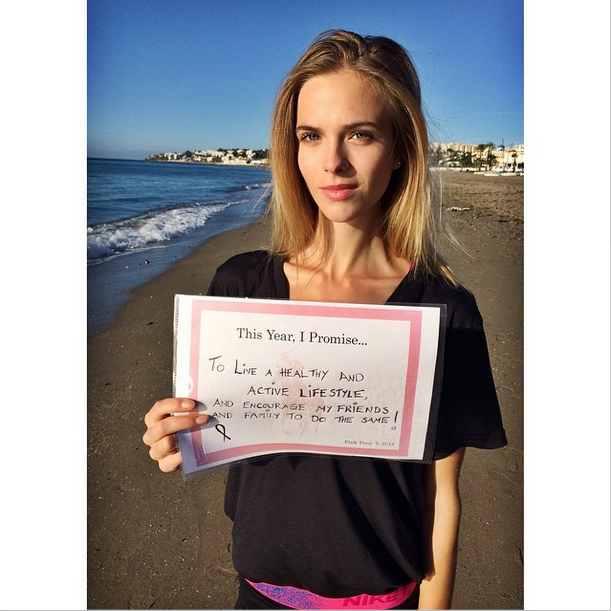 This Year, I Promise...
TO LIVE A HEALTHY AND
ACTIVE LIFESTYLE,
AND ENCOURAGE MY FRIENDS
AND FAMILY TO DO THE SAME!
Pink Pony 2014
NIKE